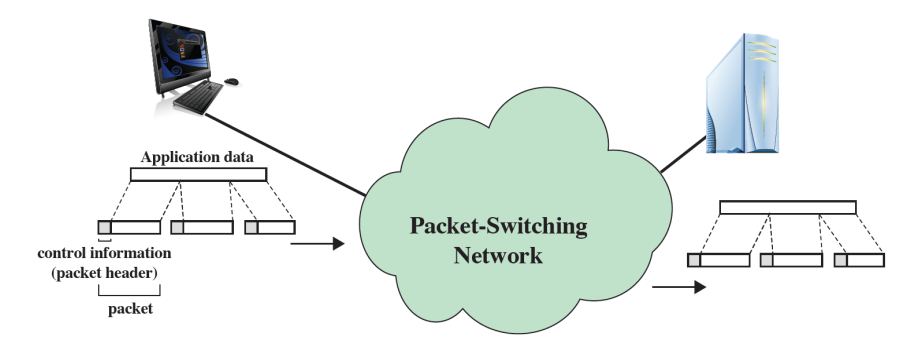 Application data
control information
(packet header)
packet
Packet-Switching
Network